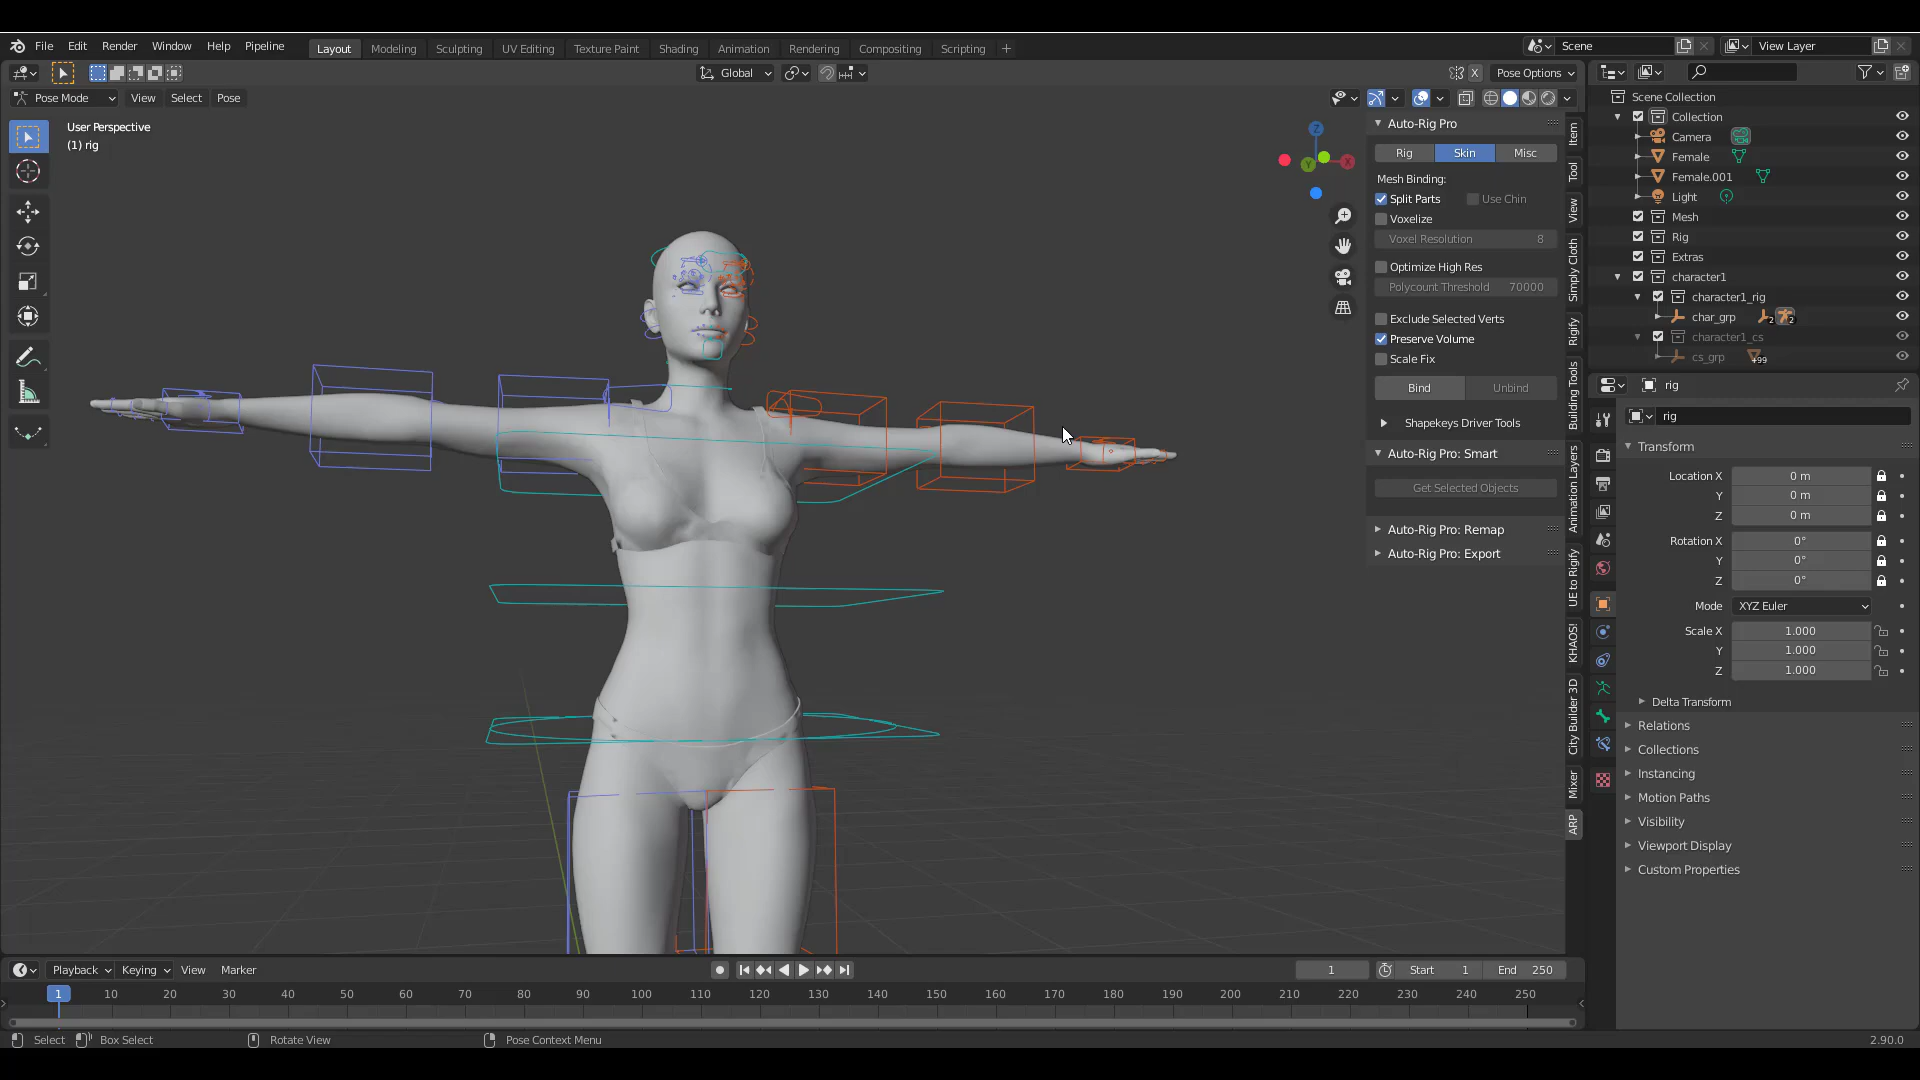 File Edit Render Window Help Pipeline Layout Modeling Sculpting UV Editing Texture Paint Shading Animation Rendering Compositing Scripting + Scene View Layer
Global X Pose Options
Pose Mode View Select Pose
User Perspective
(1) rig
Z
Y
X
Auto-Rig Pro
Rig Skin Misc
Mesh Binding:
Split Parts Use Chin
Voxelize
Voxel Resolution 8
Optimize High Res
Polycount Threshold 70000
Exclude Selected Verts
Preserve Volume
Scale Fix
Bind Unbind
Shapekeys Driver Tools
Auto-Rig Pro: Smart
Get Selected Objects
Auto-Rig Pro: Remap
Auto-Rig Pro: Export
Item
Tool
View
Simply Cloth
Rigify
Building Tools
Animation Layers
UE to Rigify
KHAOS!
City Builder 3D
Mixer
ARP
Scene Collection
Collection
Camera
Female
Female.001
Light
Mesh
Rig
Extras
character1
character1_rig
char_grp 2 2
character1_cs
cs_grp +99
rig
rig
Transform
Location X 0 m
Y 0 m
Z 0 m
Rotation X 0°
Y 0°
Z 0°
Mode XYZ Euler
Scale X 1.000
Y 1.000
Z 1.000
Delta Transform
Relations
Collections
Instancing
Motion Paths
Visibility
Viewport Display
Custom Properties
Playback Keying View Marker 1 Start 1 End 250
1 10 20 30 40 50 60 70 80 90 100 110 120 130 140 150 160 170 180 190 200 210 220 230 240 250
Select Box Select Rotate View Pose Context Menu 2.90.0